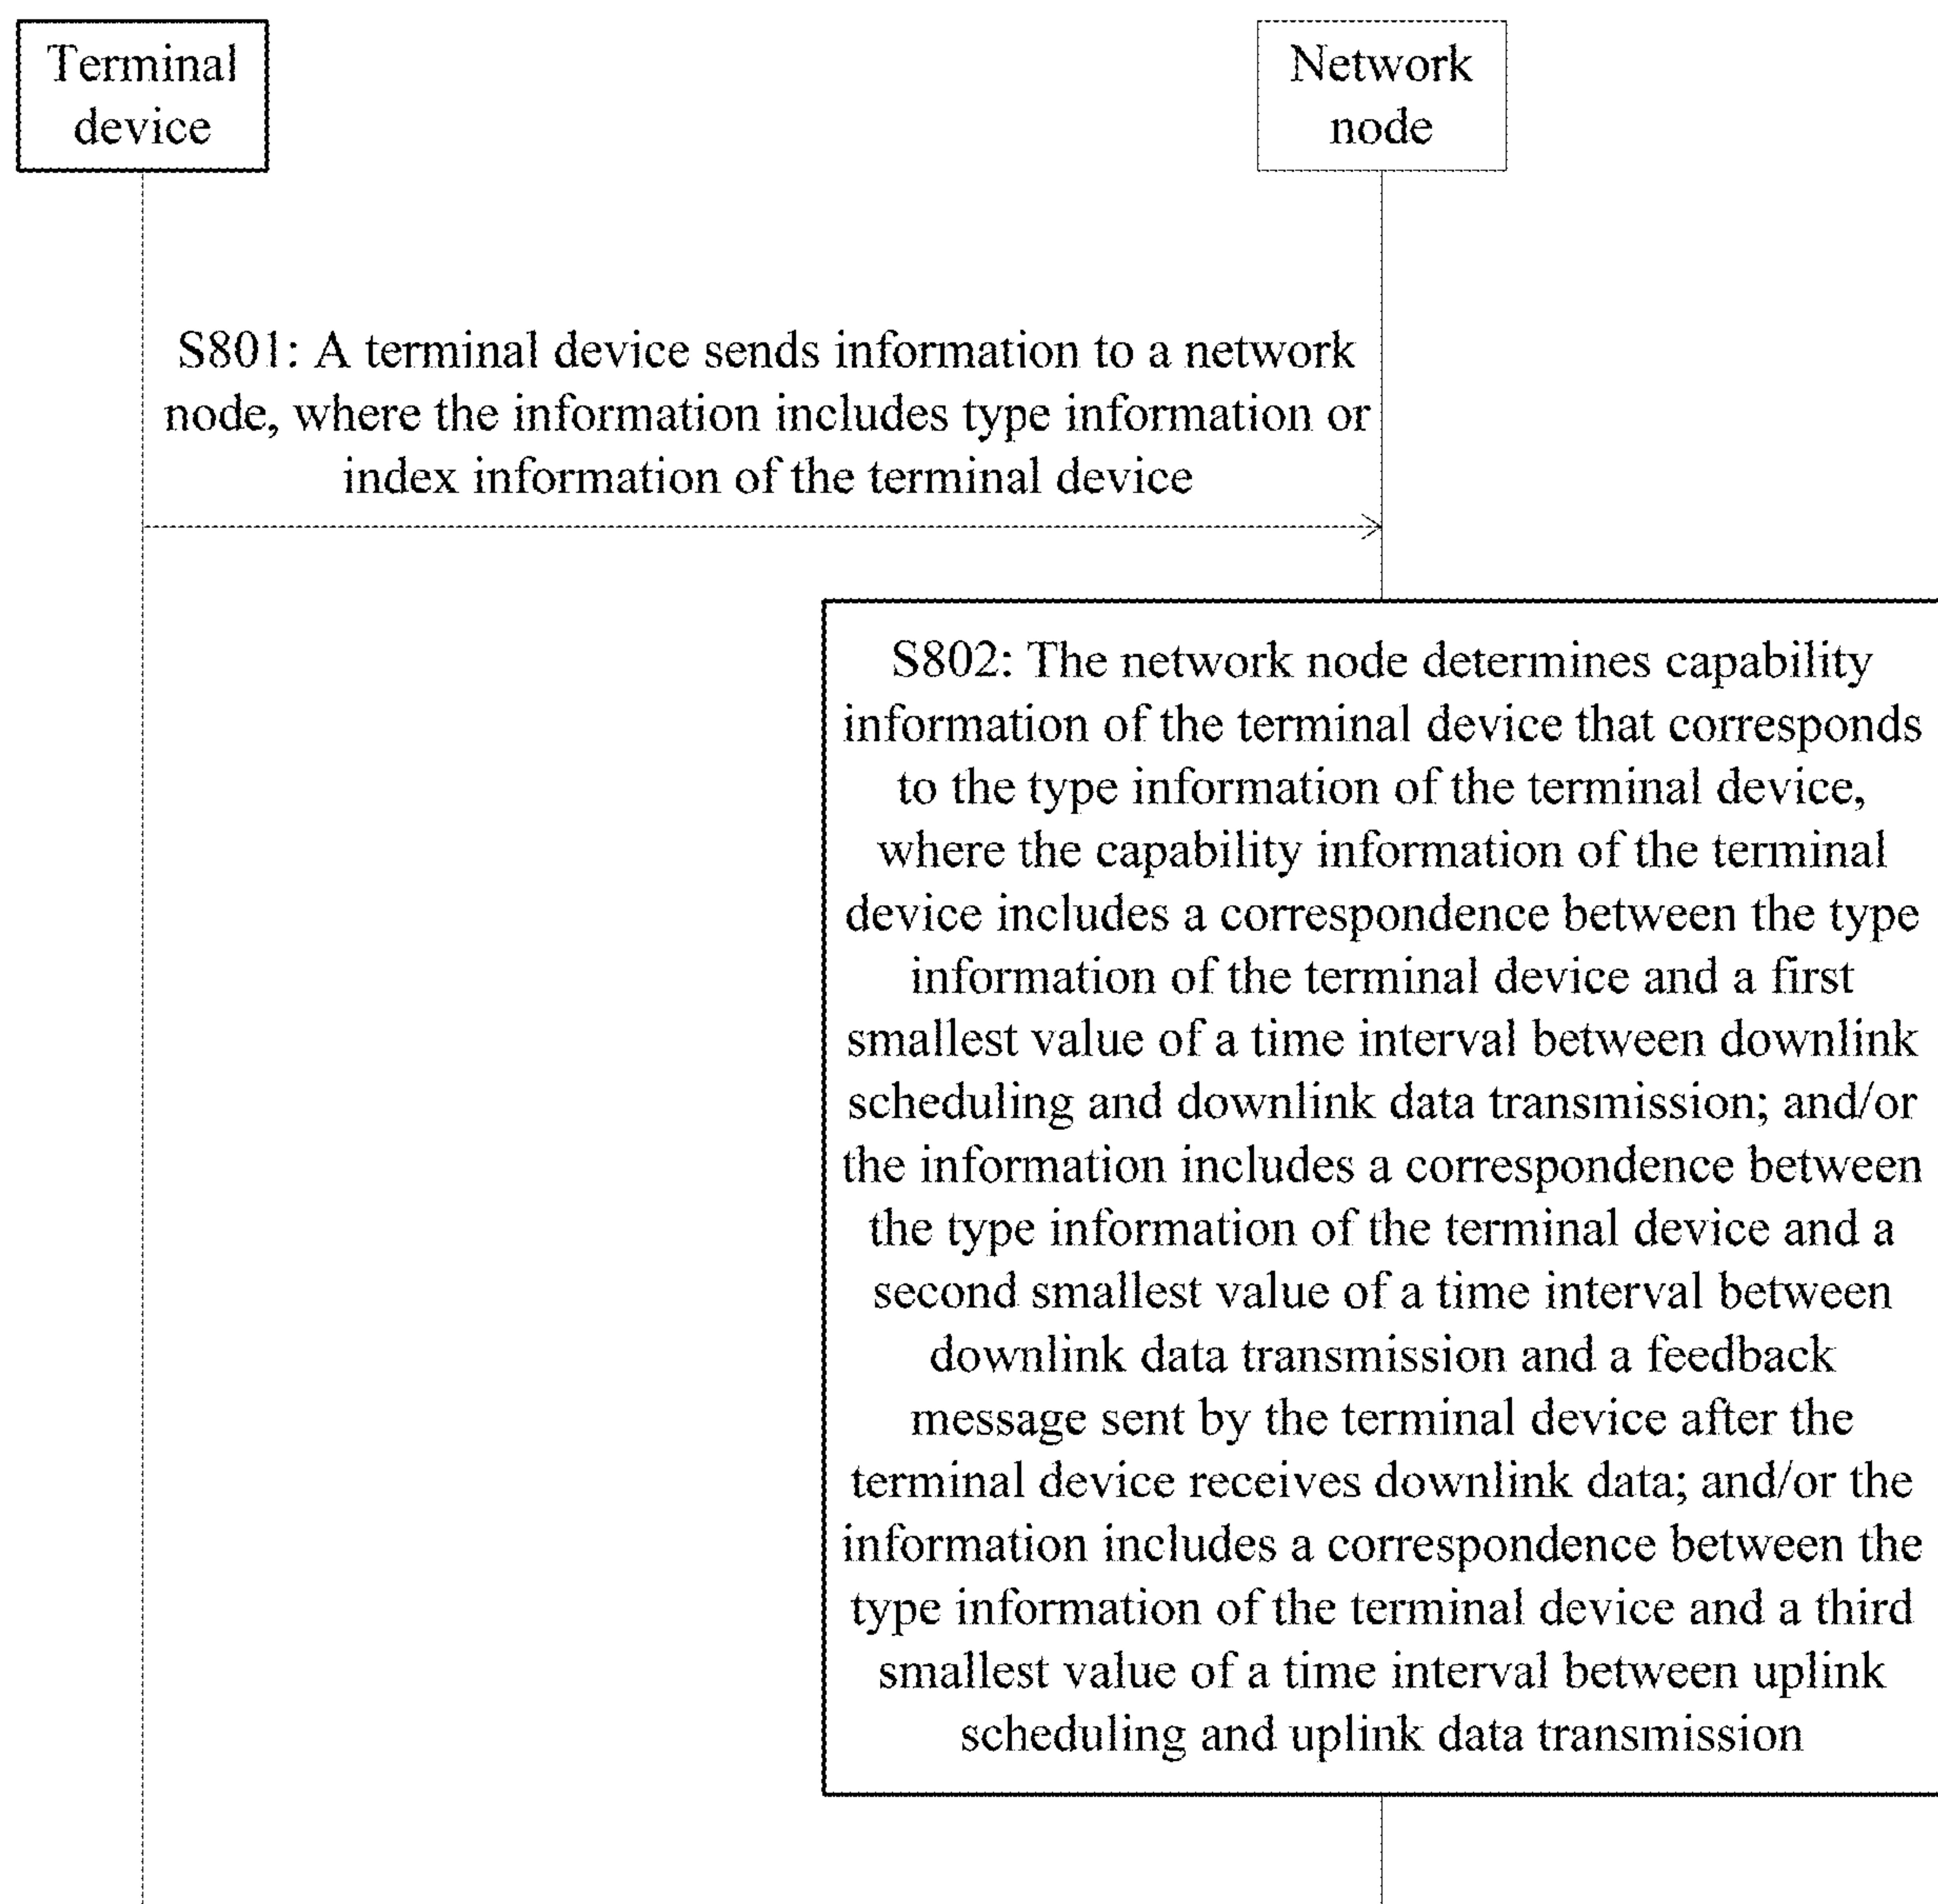 Terminal
device
Network
node
S801: A terminal device sends information to a network
node, where the information includes type information or
index information of the terminal device
S802: The network node determines capability
information of the terminal device that corresponds
to the type information of the terminal device,
where the capability information of the terminal
device includes a correspondence between the type
information of the terminal device and a first
smallest value of a time interval between downlink
scheduling and downlink data transmission; and/or
the information includes a correspondence between
the type information of the terminal device and a
second smallest value of a time interval between
downlink data transmission and a feedback
message sent by the terminal device after the
terminal device receives downlink data; and/or the
information includes a correspondence between the
type information of the terminal device and a third
smallest value of a time interval between uplink
scheduling and uplink data transmission